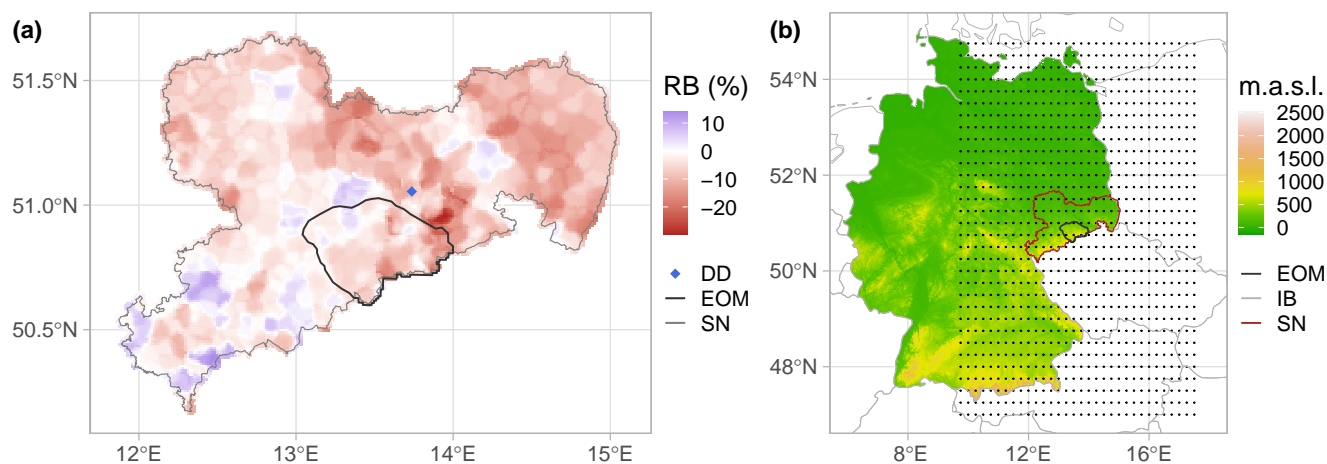 (a)
51.5°N
51.0°N
50.5°N
12°E 13°E 14°E 15°E
RB (%)
10
0
−10
−20
DD
EOM
SN
(b)
54°N
52°N
50°N
48°N
8°E 12°E 16°E
m.a.s.l.
2500
2000
1500
1000
500
0
EOM
IB
SN